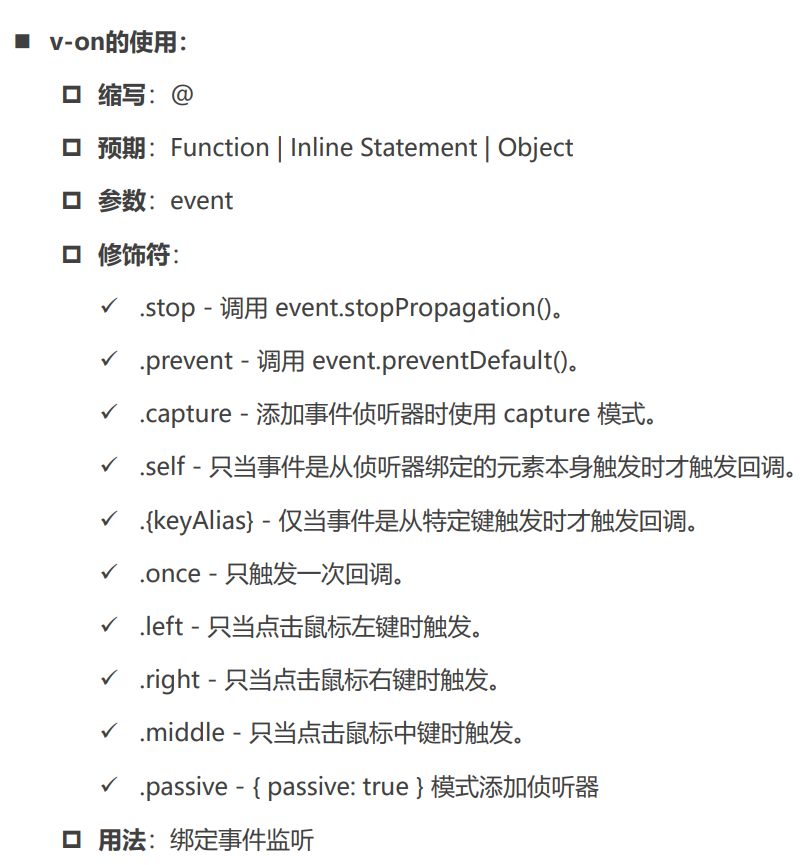 v-on的使用：
缩写：@
预期：Function | Inline Statement | Object
参数：event
修饰符：
.stop - 调用 event.stopPropagation()。
.prevent - 调用 event.preventDefault()。
.capture - 添加事件侦听器时使用 capture 模式。
.self - 只当事件是从侦听器绑定的元素本身触发时才触发回调。
.{keyAlias} - 仅当事件是从特定键触发时才触发回调。
.once - 只触发一次回调。
.left - 只当点击鼠标左键时触发。
.right - 只当点击鼠标右键时触发。
.middle - 只当点击鼠标中键时触发。
.passive - { passive: true } 模式添加侦听器
用法：绑定事件监听